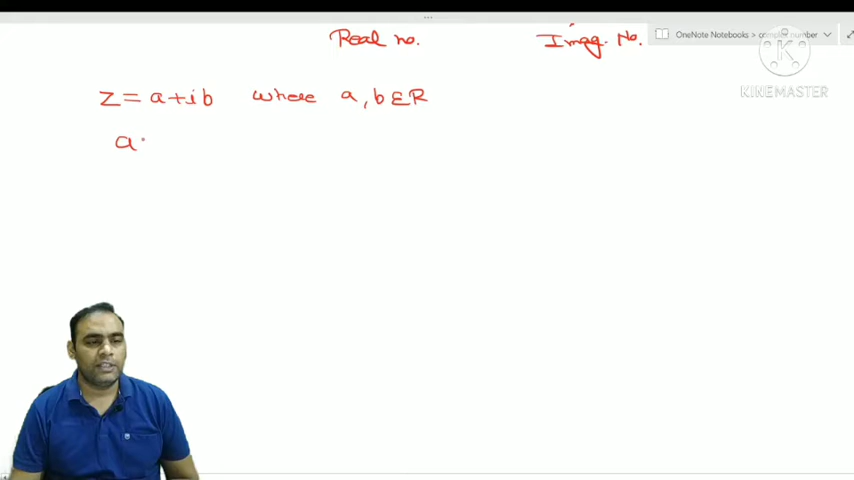 Real no. Imag. No.
OneNote Notebooks > complex number
K
KINEMASTER
z = a+ib where a, b ∈ R
a